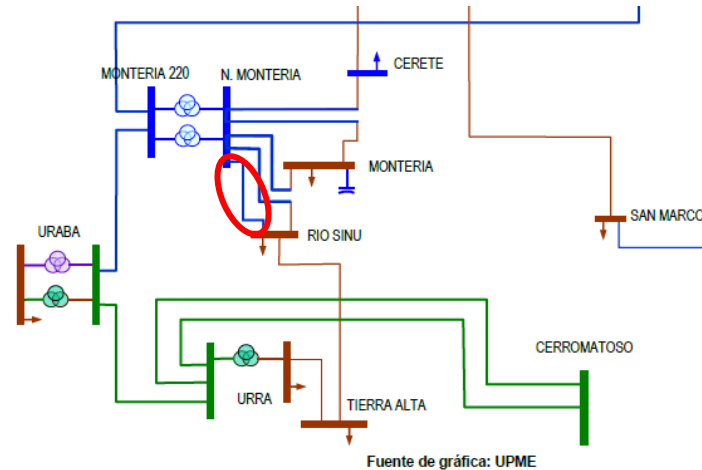 CERETE
MONTERIA 220
N. MONTERIA
MONTERIA
SAN MARCO
URABA
RIO SINU
CERROMATOSO
URRA
TIERRA ALTA
Fuente de gráfica: UPME